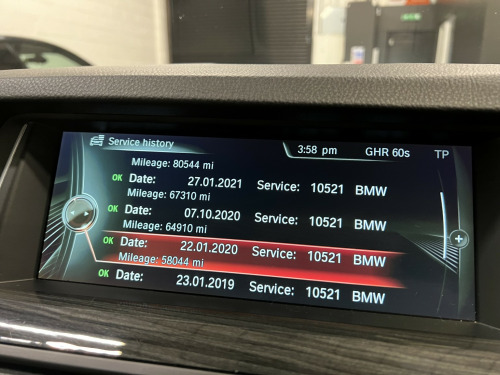 Service history
3:58 pm
GHR 60s
TP
Mileage: 80544 mi
OK Date: 27.01.2021 Service: 10521 BMW
Mileage: 67310 mi
OK Date: 07.10.2020 Service: 10521 BMW
Mileage: 64910 mi
OK Date: 22.01.2020 Service: 10521 BMW
Mileage: 58044 mi
OK Date: 23.01.2019 Service: 10521 BMW